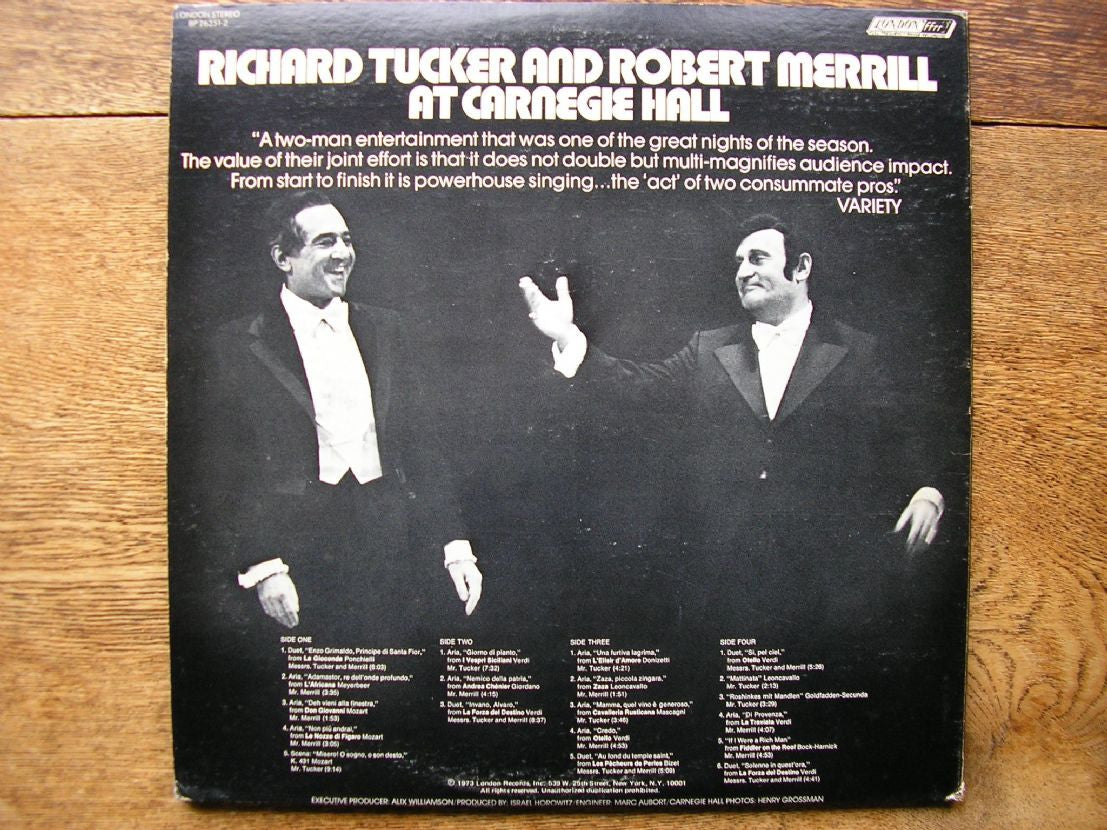 LONDON STEREO
BP 26351-2
LONDON ffrr
RICHARD TUCKER AND ROBERT MERRILL
AT CARNEGIE HALL
"A two-man entertainment that was one of the great nights of the season.
The value of their joint effort is that it does not double but multi-magnifies audience impact.
From start to finish it is powerhouse singing...the 'act' of two consummate pros."
VARIETY
SIDE ONE
1. Duet, "Enzo Grimaldo, Principe di Santa Fior,"
from La Gioconda Ponchielli
Messrs. Tucker and Merrill (6:03)
2. Aria, "Adamastor, re dell'onde profundo,"
from L'Africana Meyerbeer
Mr. Merrill (3:35)
3. Aria, "Deh vieni alla finestra,"
from Don Giovanni Mozart
Mr. Merrill (1:53)
4. Aria, "Non più andrai,"
from Le Nozze di Figaro Mozart
Mr. Merrill (3:05)
5. Scena: "Misero! O sogno, o son desto,"
K. 431 Mozart
Mr. Tucker (9:14)
SIDE TWO
1. Aria, "Giorno di pianto,"
from I Vespri Siciliani Verdi
Mr. Tucker (7:32)
2. Aria, "Nemico della patria,"
from Andrea Chénier Giordano
Mr. Merrill (4:15)
3. Duet, "Invano, Alvaro,"
from La Forza del Destino Verdi
Messrs. Tucker and Merrill (8:37)
SIDE THREE
1. Aria, "Una furtiva lagrima,"
from L'Elisir d'Amore Donizetti
Mr. Tucker (4:21)
2. Aria, "Zaza, piccola zingara,"
from Zaza Leoncavallo
Mr. Merrill (1:51)
3. Aria, "Mamma, quel vino è generoso,"
from Cavalleria Rusticana Mascagni
Mr. Tucker (3:46)
4. Aria, "Credo,"
from Otello Verdi
Mr. Merrill (4:53)
5. Duet, "Au fond du temple saint,"
from Les Pêcheurs de Perles Bizet
Messrs. Tucker and Merrill (5:09)
SIDE FOUR
1. Duet, "Si, pel ciel,"
from Otello Verdi
Messrs. Tucker and Merrill (5:26)
2. "Mattinata" Leoncavallo
Mr. Tucker (2:13)
3. "Roshinkes mit Mandlen" Goldfadden-Secunda
Mr. Tucker (3:29)
4. Aria, "Di Provenza,"
from La Traviata Verdi
Mr. Merrill (4:07)
5. "If I Were a Rich Man"
from Fiddler on the Roof Bock-Harnick
Mr. Merrill (4:53)
6. Duet, "Solenne in quest'ora,"
from La Forza del Destino Verdi
Messrs. Tucker and Merrill (4:41)
℗ 1973 London Records, Inc. 539 W. 25th Street, New York, N.Y. 10001
All rights reserved. Unauthorized duplication prohibited.
EXECUTIVE PRODUCER: ALIX WILLIAMSON/PRODUCED BY: ISRAEL HOROWITZ/ENGINEER: MARC AUBORT/CARNEGIE HALL PHOTOS: HENRY GROSSMAN